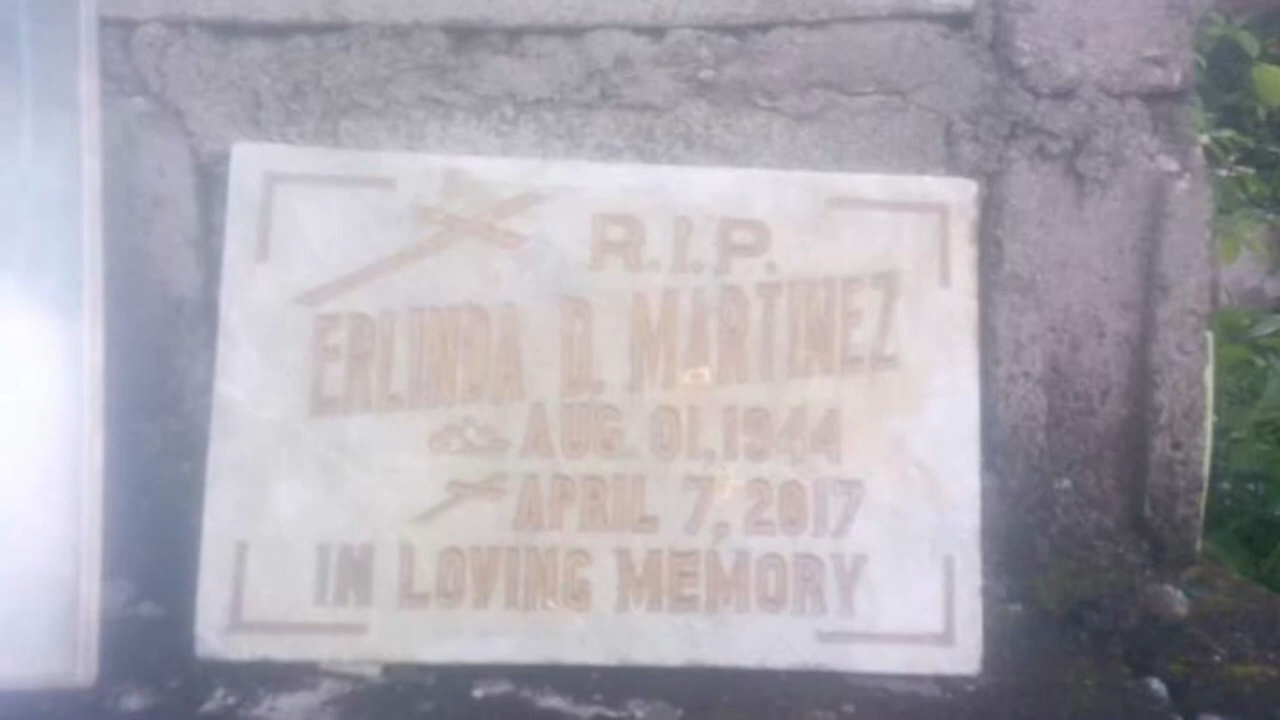 R.I.P.
ERLINDA D. MARTINEZ
AUG. 01, 1944
APRIL 7, 2017
IN LOVING MEMORY